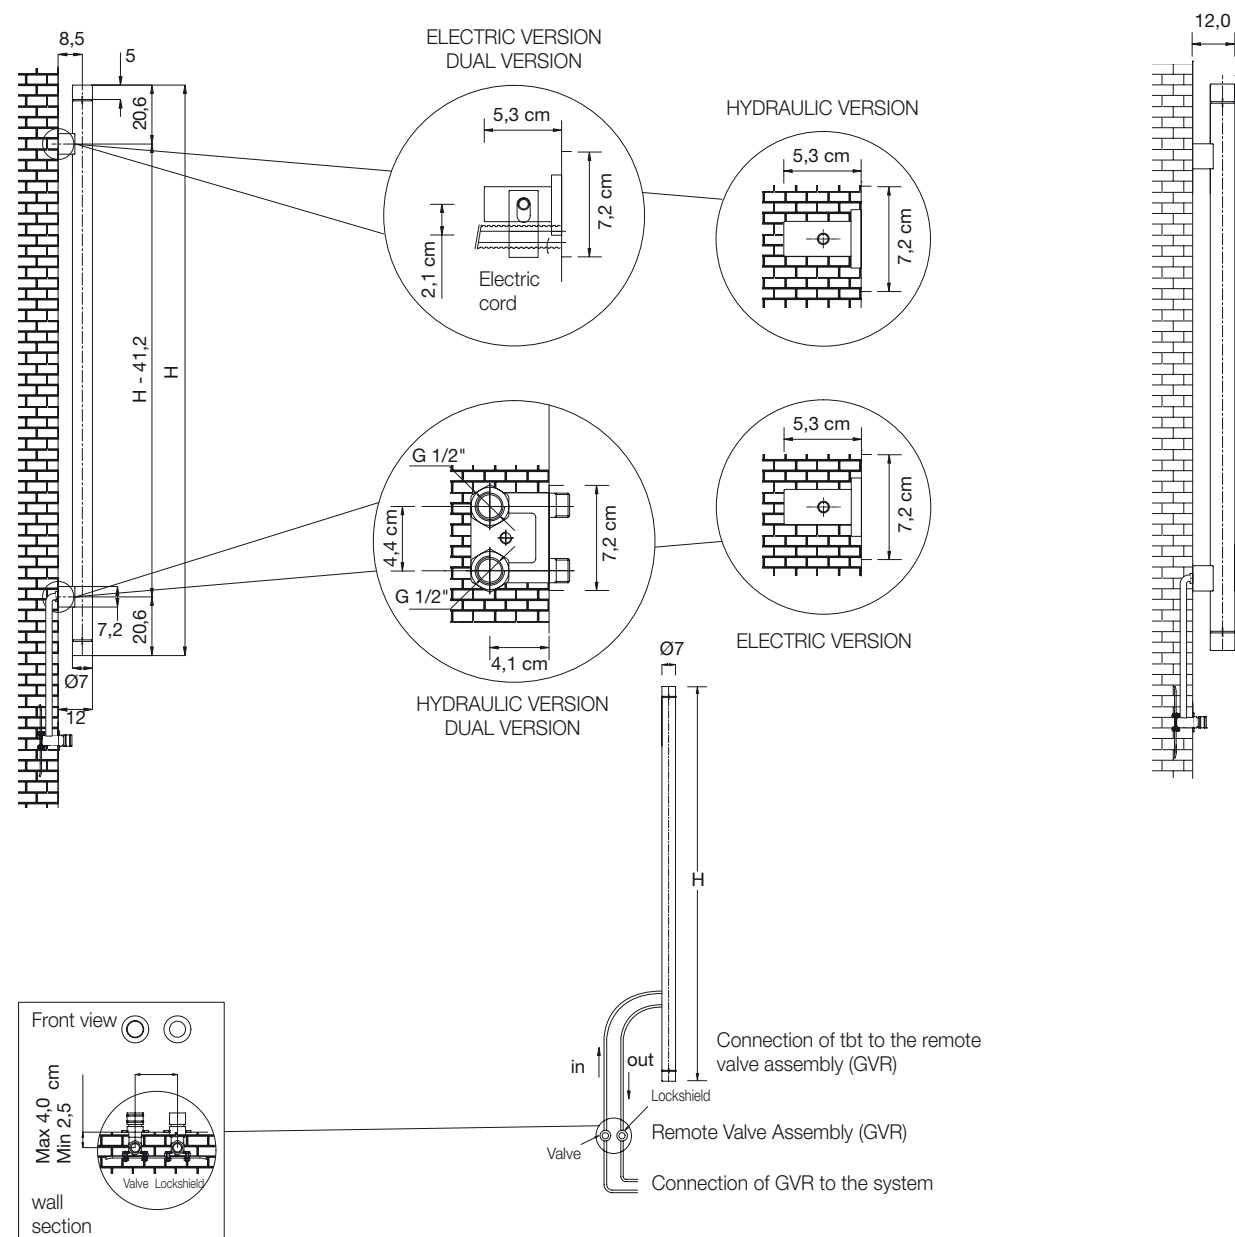 8,5
5
20,6
H - 41,2
H
7,2
20,6
Ø7
12
ELECTRIC VERSION
DUAL VERSION
5,3 cm
7,2 cm
2,1 cm
Electric
cord
HYDRAULIC VERSION
5,3 cm
7,2 cm
G 1/2"
4,4 cm
7,2 cm
G 1/2"
4,1 cm
HYDRAULIC VERSION
DUAL VERSION
5,3 cm
7,2 cm
ELECTRIC VERSION
12,0
Ø7
H
in
out
Connection of tbt to the remote
valve assembly (GVR)
Lockshield
Remote Valve Assembly (GVR)
Valve
Connection of GVR to the system
Front view
Max 4,0
Min 2,5
cm
Valve Lockshield
wall
section